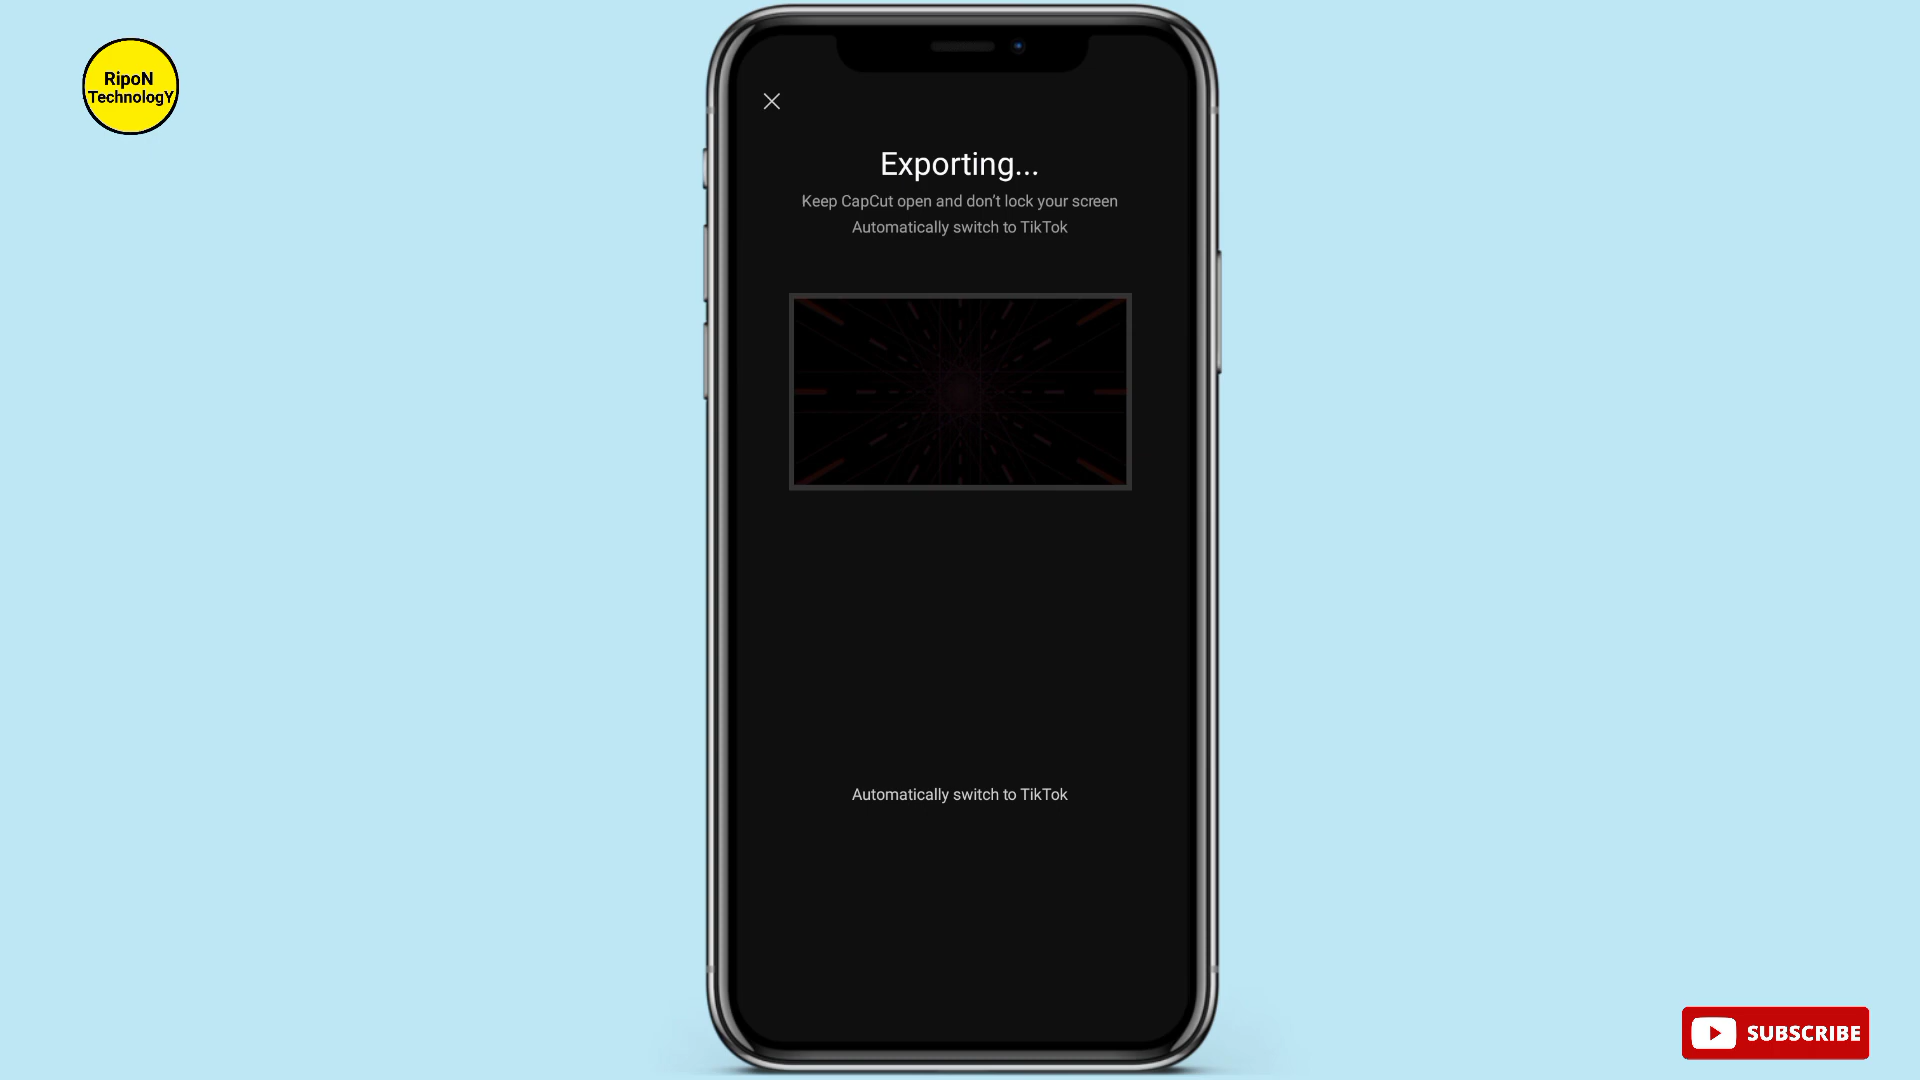 RipoN
TechnologY
Exporting...
Keep CapCut open and don't lock your screen
Automatically switch to TikTok
Automatically switch to TikTok
SUBSCRIBE